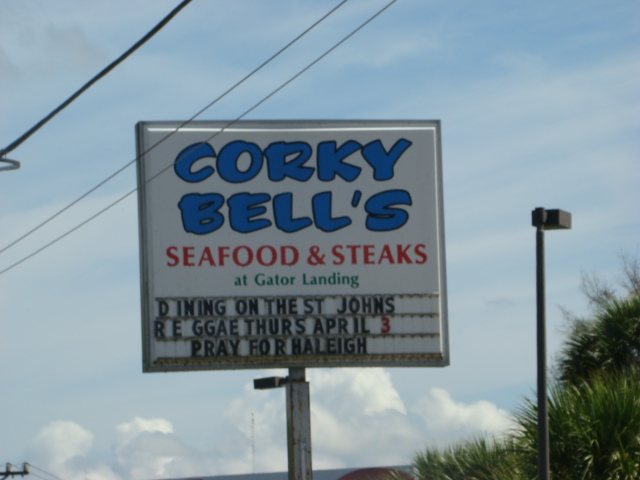 CORKY
BELL'S
SEAFOOD & STEAKS
at Gator Landing
DINING ON THE ST JOHNS
REGGAE THURS APRIL 3
PRAY FOR HALEIGH